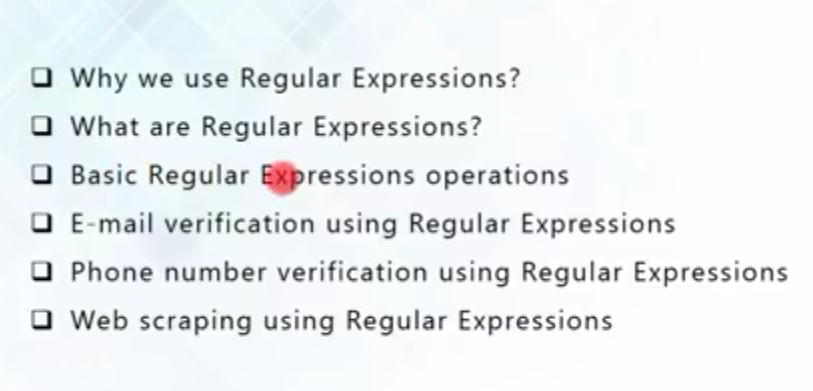 ❑ Why we use Regular Expressions?
❑ What are Regular Expressions?
❑ Basic Regular Expressions operations
❑ E-mail verification using Regular Expressions
❑ Phone number verification using Regular Expressions
❑ Web scraping using Regular Expressions